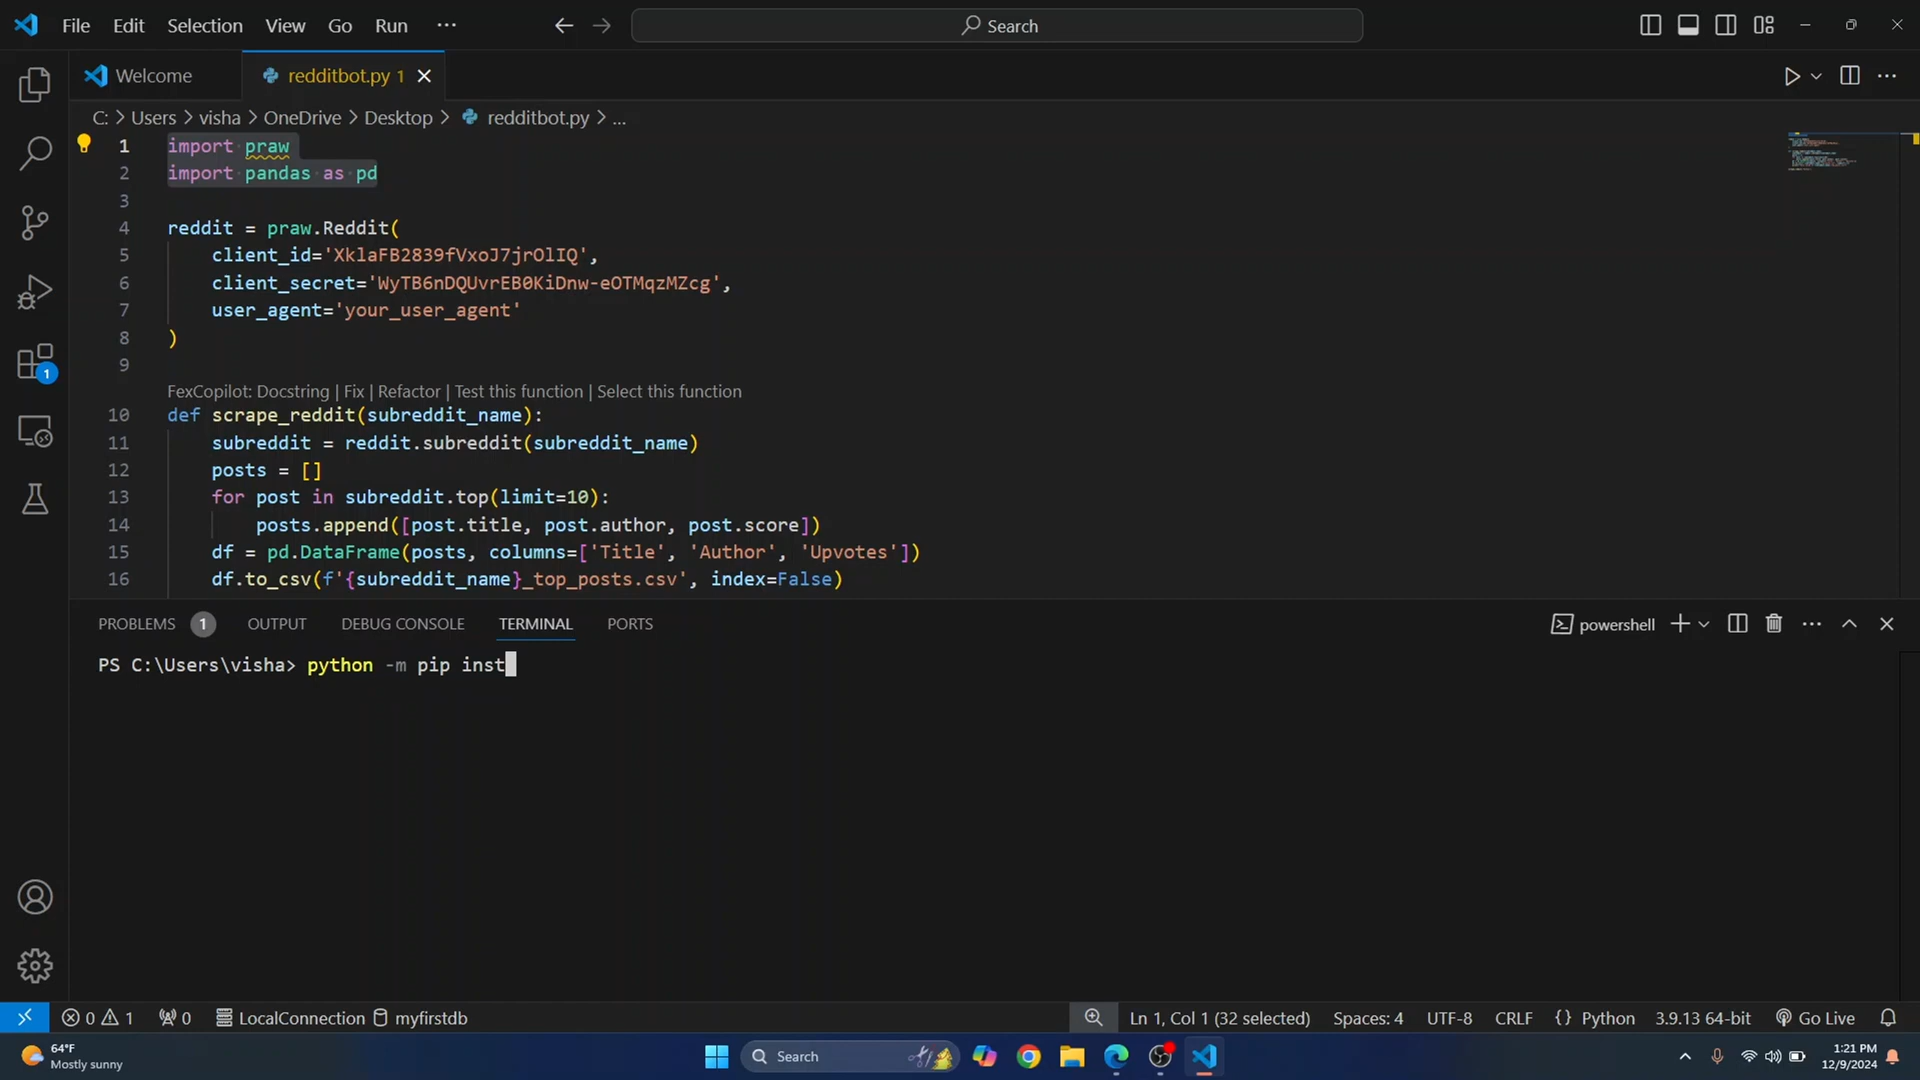 File Edit Selection View Go Run ···
Search
Welcome
redditbot.py 1
C: > Users > visha > OneDrive > Desktop > redditbot.py > ...
1 import praw
2 import pandas as pd
3
4 reddit = praw.Reddit(
5 client_id='XklaFB2839fVxoJ7jrOlIQ',
6 client_secret='WyTB6nDQUvrEB0KiDnw-eOTMqzMZcg',
7 user_agent='your_user_agent'
8 )
9
FexCopilot: Docstring | Fix | Refactor | Test this function | Select this function
10 def scrape_reddit(subreddit_name):
11 subreddit = reddit.subreddit(subreddit_name)
12 posts = []
13 for post in subreddit.top(limit=10):
14 posts.append([post.title, post.author, post.score])
15 df = pd.DataFrame(posts, columns=['Title', 'Author', 'Upvotes'])
16 df.to_csv(f'{subreddit_name}_top_posts.csv', index=False)
1
PROBLEMS 1 OUTPUT DEBUG CONSOLE TERMINAL PORTS
powershell
PS C:\Users\visha> python -m pip inst
0 1 0 LocalConnection myfirstdb
Ln 1, Col 1 (32 selected) Spaces: 4 UTF-8 CRLF {} Python 3.9.13 64-bit Go Live
64°F
Mostly sunny
Search
1:21 PM
12/9/2024